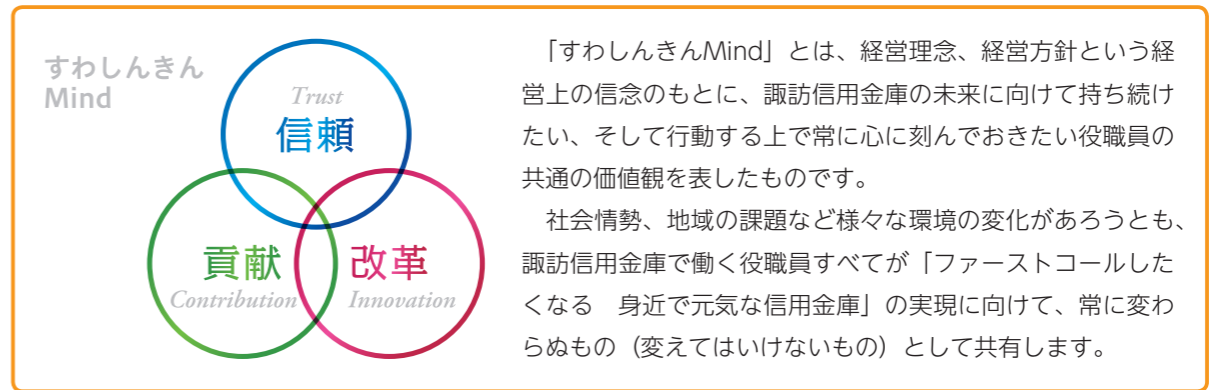 すわしんきん
Mind
Trust
信頼
貢献
Contribution
改革
Innovation
「すわしんきんMind」とは、経営理念、経営方針という経
営上の信念のもとに、諏訪信用金庫の未来に向けて持ち続け
たい、そして行動する上で常に心に刻んでおきたい役職員の
共通の価値観を表したものです。
　社会情勢、地域の課題など様々な環境の変化があろうとも、
諏訪信用金庫で働く役職員すべてが「ファーストコールした
くなる　身近で元気な信用金庫」の実現に向けて、常に変わ
らぬもの（変えてはいけないもの）として共有します。